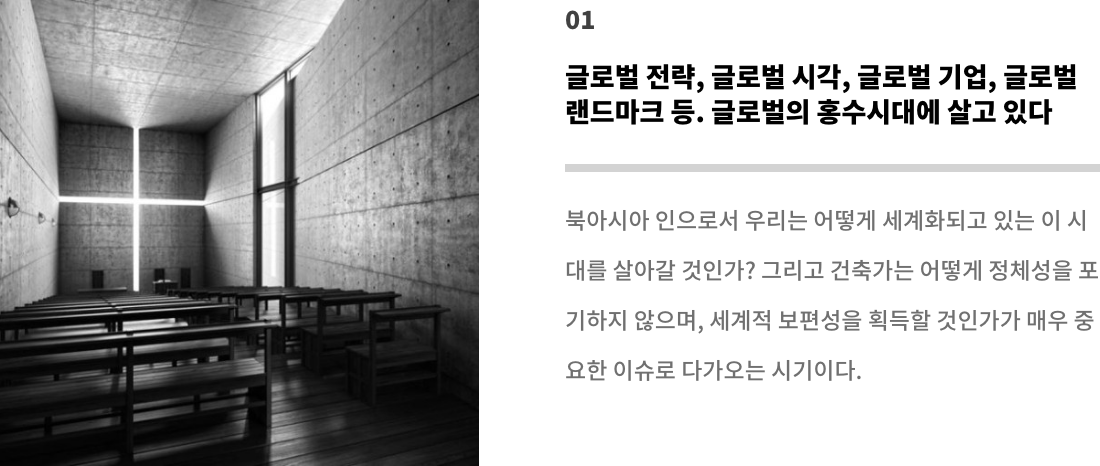 01
글로벌 전략, 글로벌 시각, 글로벌 기업, 글로벌
랜드마크 등. 글로벌의 홍수시대에 살고 있다
북아시아 인으로서 우리는 어떻게 세계화되고 있는 이 시
대를 살아갈 것인가? 그리고 건축가는 어떻게 정체성을 포
기하지 않으며, 세계적 보편성을 획득할 것인가가 매우 중
요한 이슈로 다가오는 시기이다.